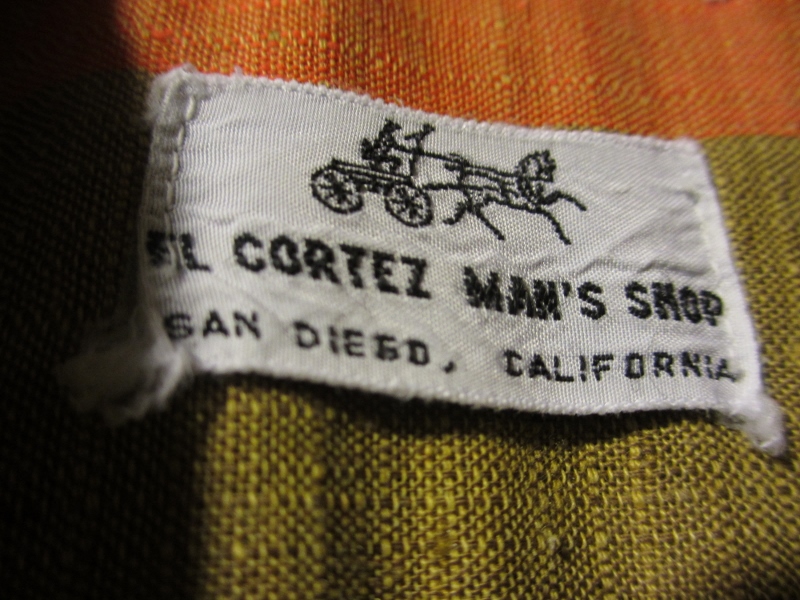 EL CORTEZ MAN'S SHOP
SAN DIEGO, CALIFORNIA